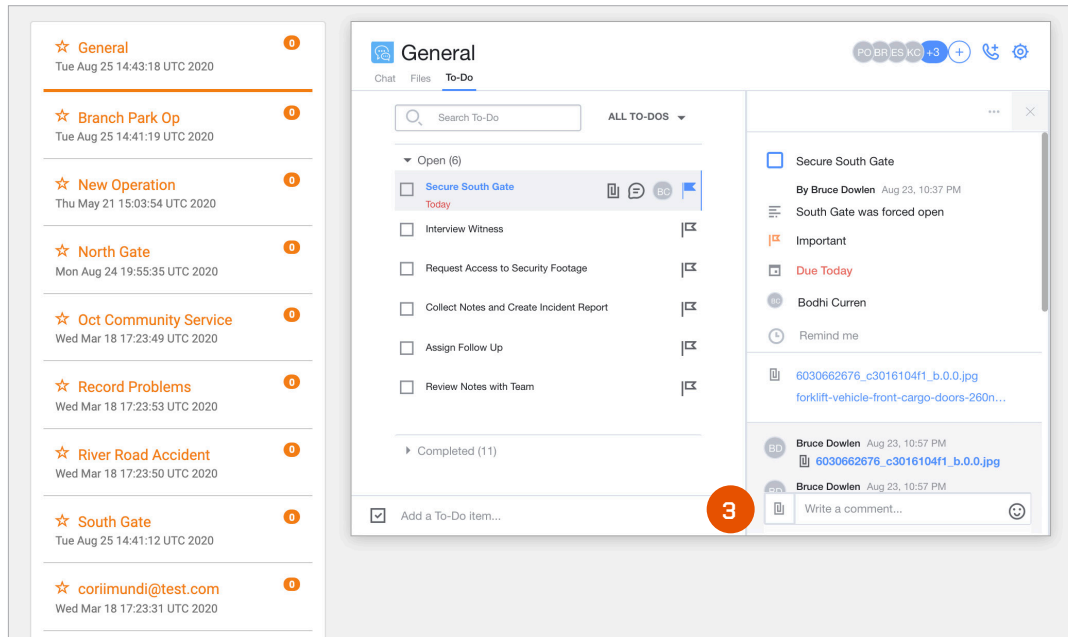 General
0
Tue Aug 25 14:43:18 UTC 2020
Branch Park Op
0
Tue Aug 25 14:41:19 UTC 2020
New Operation
0
Thu May 21 15:03:54 UTC 2020
North Gate
0
Mon Aug 24 19:55:35 UTC 2020
Oct Community Service
0
Wed Mar 18 17:23:49 UTC 2020
Record Problems
0
Wed Mar 18 17:23:53 UTC 2020
River Road Accident
0
Wed Mar 18 17:23:50 UTC 2020
South Gate
0
Tue Aug 25 14:41:12 UTC 2020
coriimundi@test.com
0
Wed Mar 18 17:23:31 UTC 2020
General
PO BR ES KC +3 +
Chat Files To-Do
Search To-Do
ALL TO-DOS
Open (6)
Secure South Gate
BC
Today
Interview Witness
Request Access to Security Footage
Collect Notes and Create Incident Report
Assign Follow Up
Review Notes with Team
Completed (11)
Add a To-Do item...
Secure South Gate
By Bruce Dowlen Aug 23, 10:37 PM
South Gate was forced open
Important
Due Today
BC Bodhi Curren
Remind me
6030662676_c3016104f1_b.0.0.jpg
forklift-vehicle-front-cargo-doors-260n...
BD Bruce Dowlen Aug 23, 10:57 PM
6030662676_c3016104f1_b.0.0.jpg
BD Bruce Dowlen Aug 23, 10:57 PM
3
Write a comment...